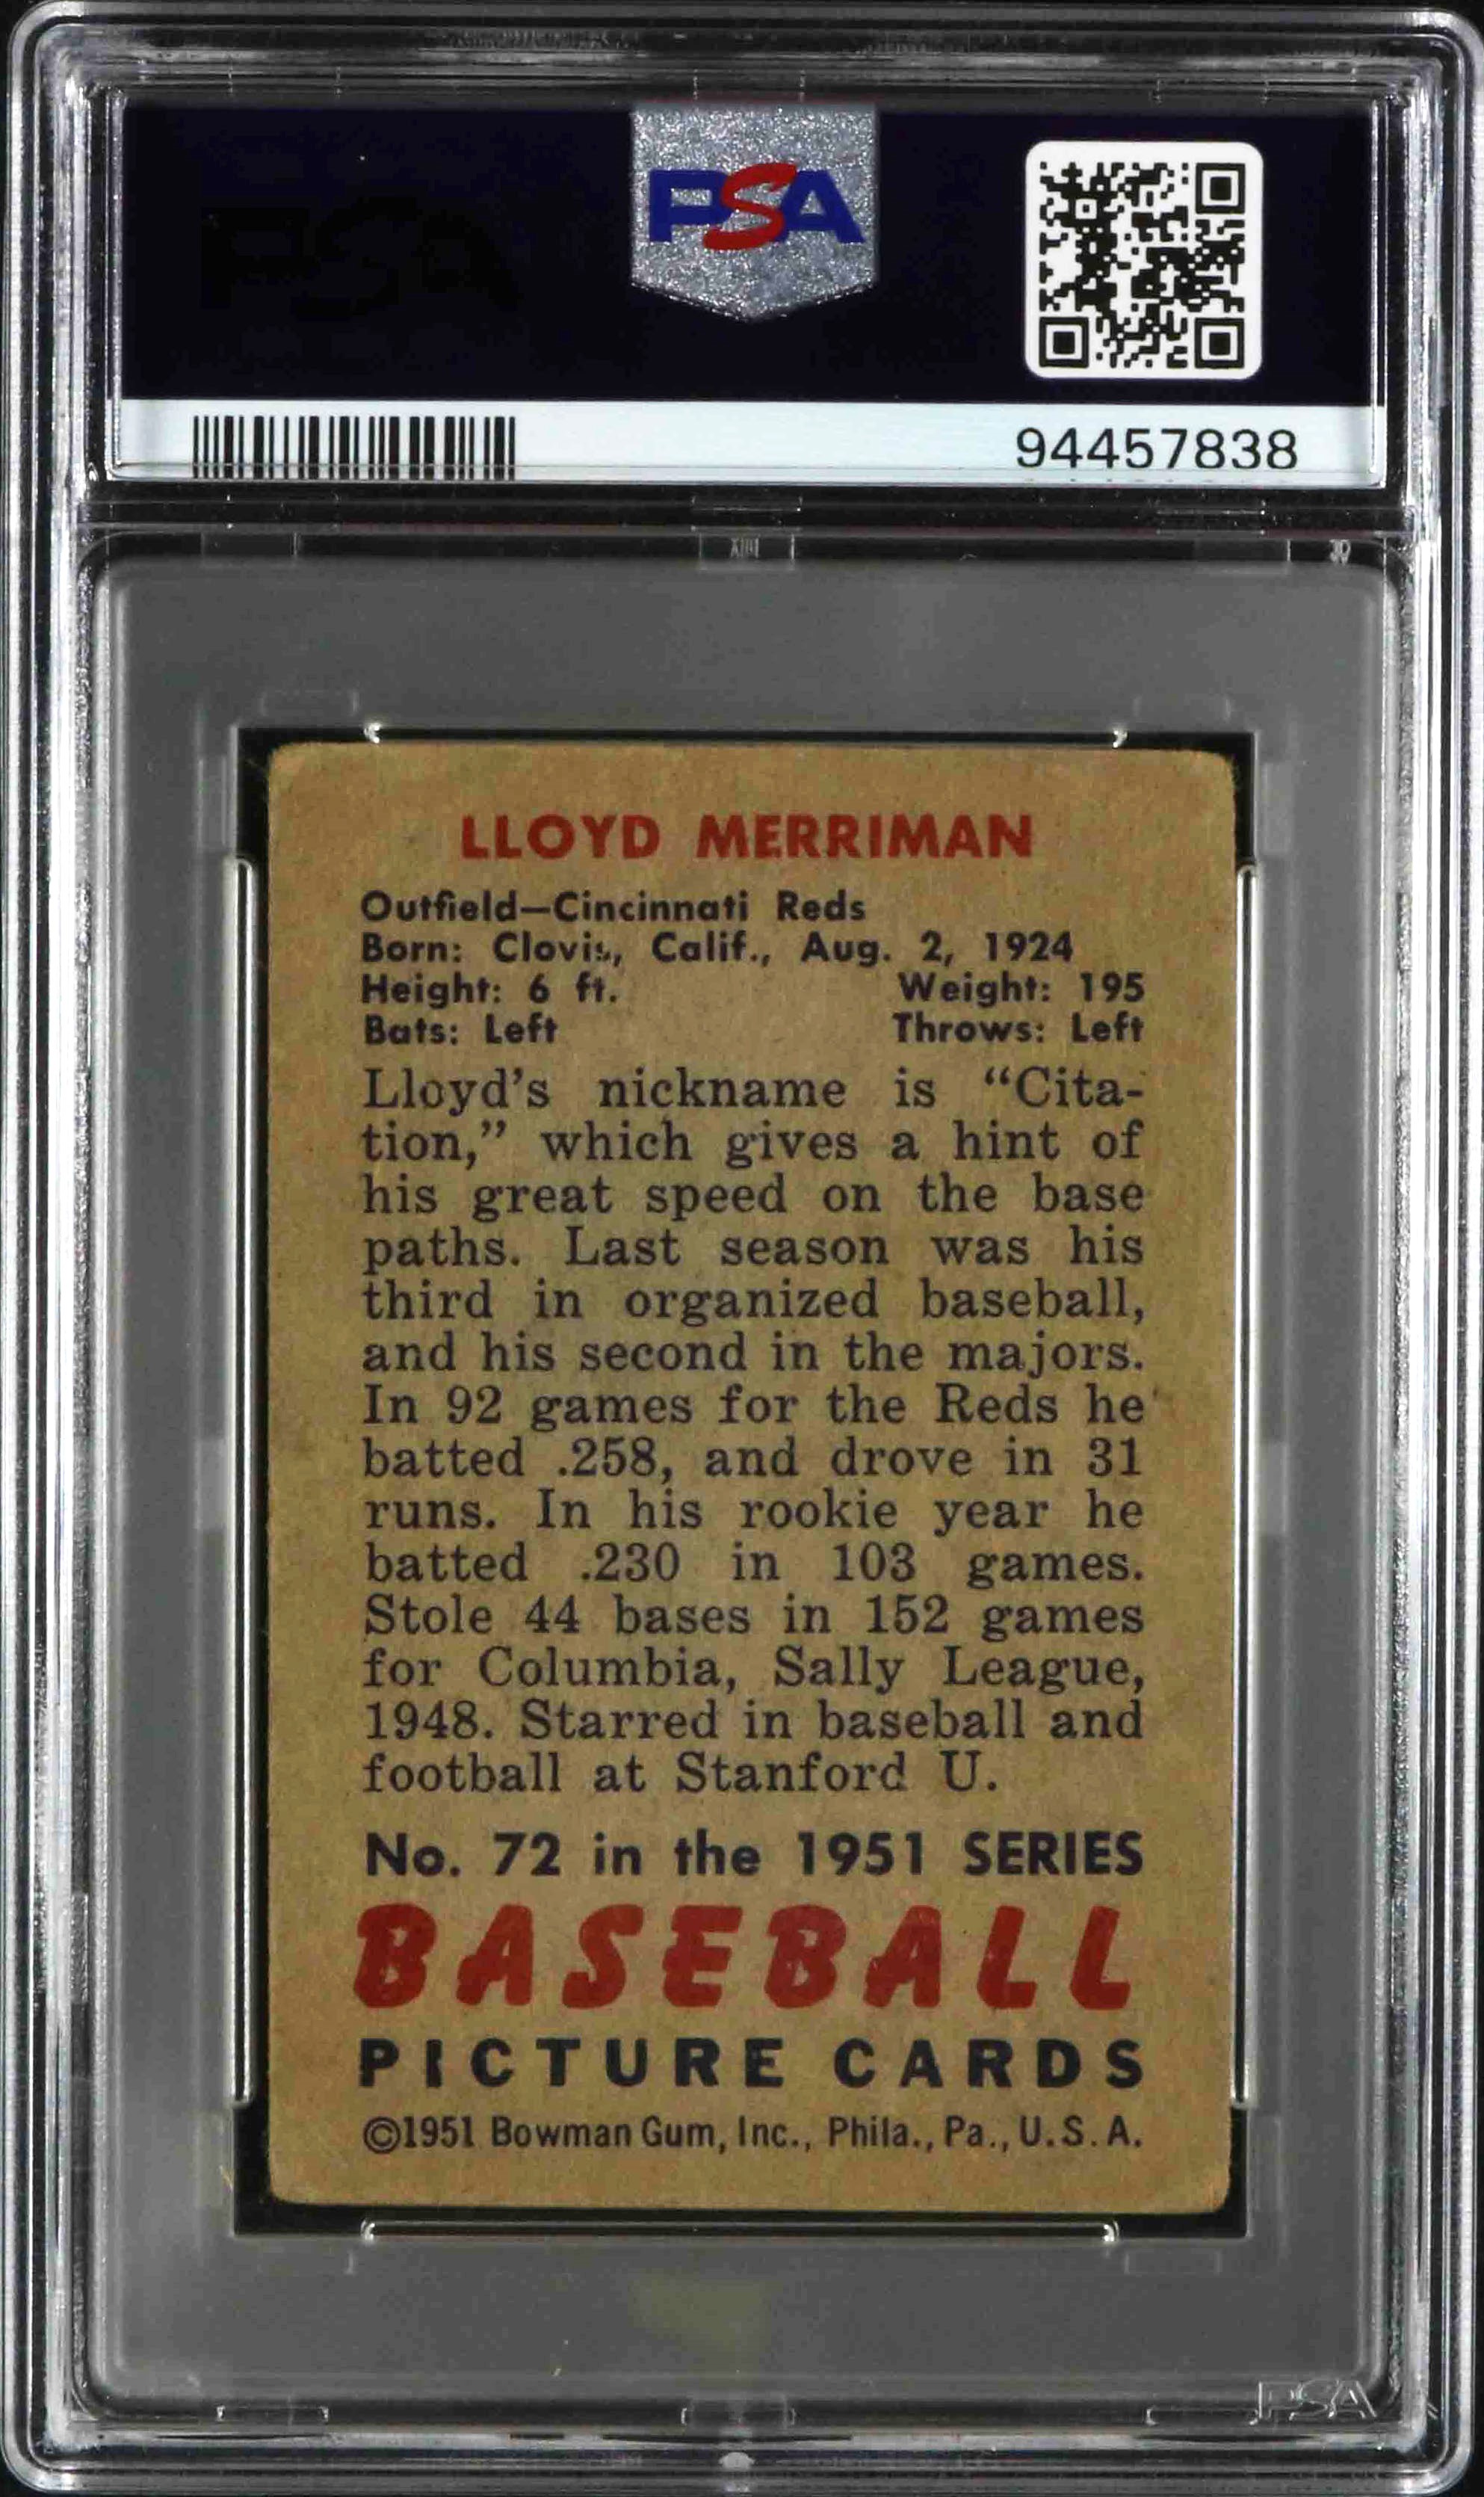 PSA
94457838
LLOYD MERRIMAN
Outfield—Cincinnati Reds
Born: Clovis, Calif., Aug. 2, 1924
Height: 6 ft. Weight: 195
Bats: Left Throws: Left
Lloyd's nickname is “Cita-
tion,” which gives a hint of
his great speed on the base
paths. Last season was his
third in organized baseball,
and his second in the majors.
In 92 games for the Reds he
batted .258, and drove in 31
runs. In his rookie year he
batted .230 in 103 games.
Stole 44 bases in 152 games
for Columbia, Sally League,
1948. Starred in baseball and
football at Stanford U.
No. 72 in the 1951 SERIES
BASEBALL
PICTURE CARDS
©1951 Bowman Gum, Inc., Phila., Pa., U.S.A.
PSA